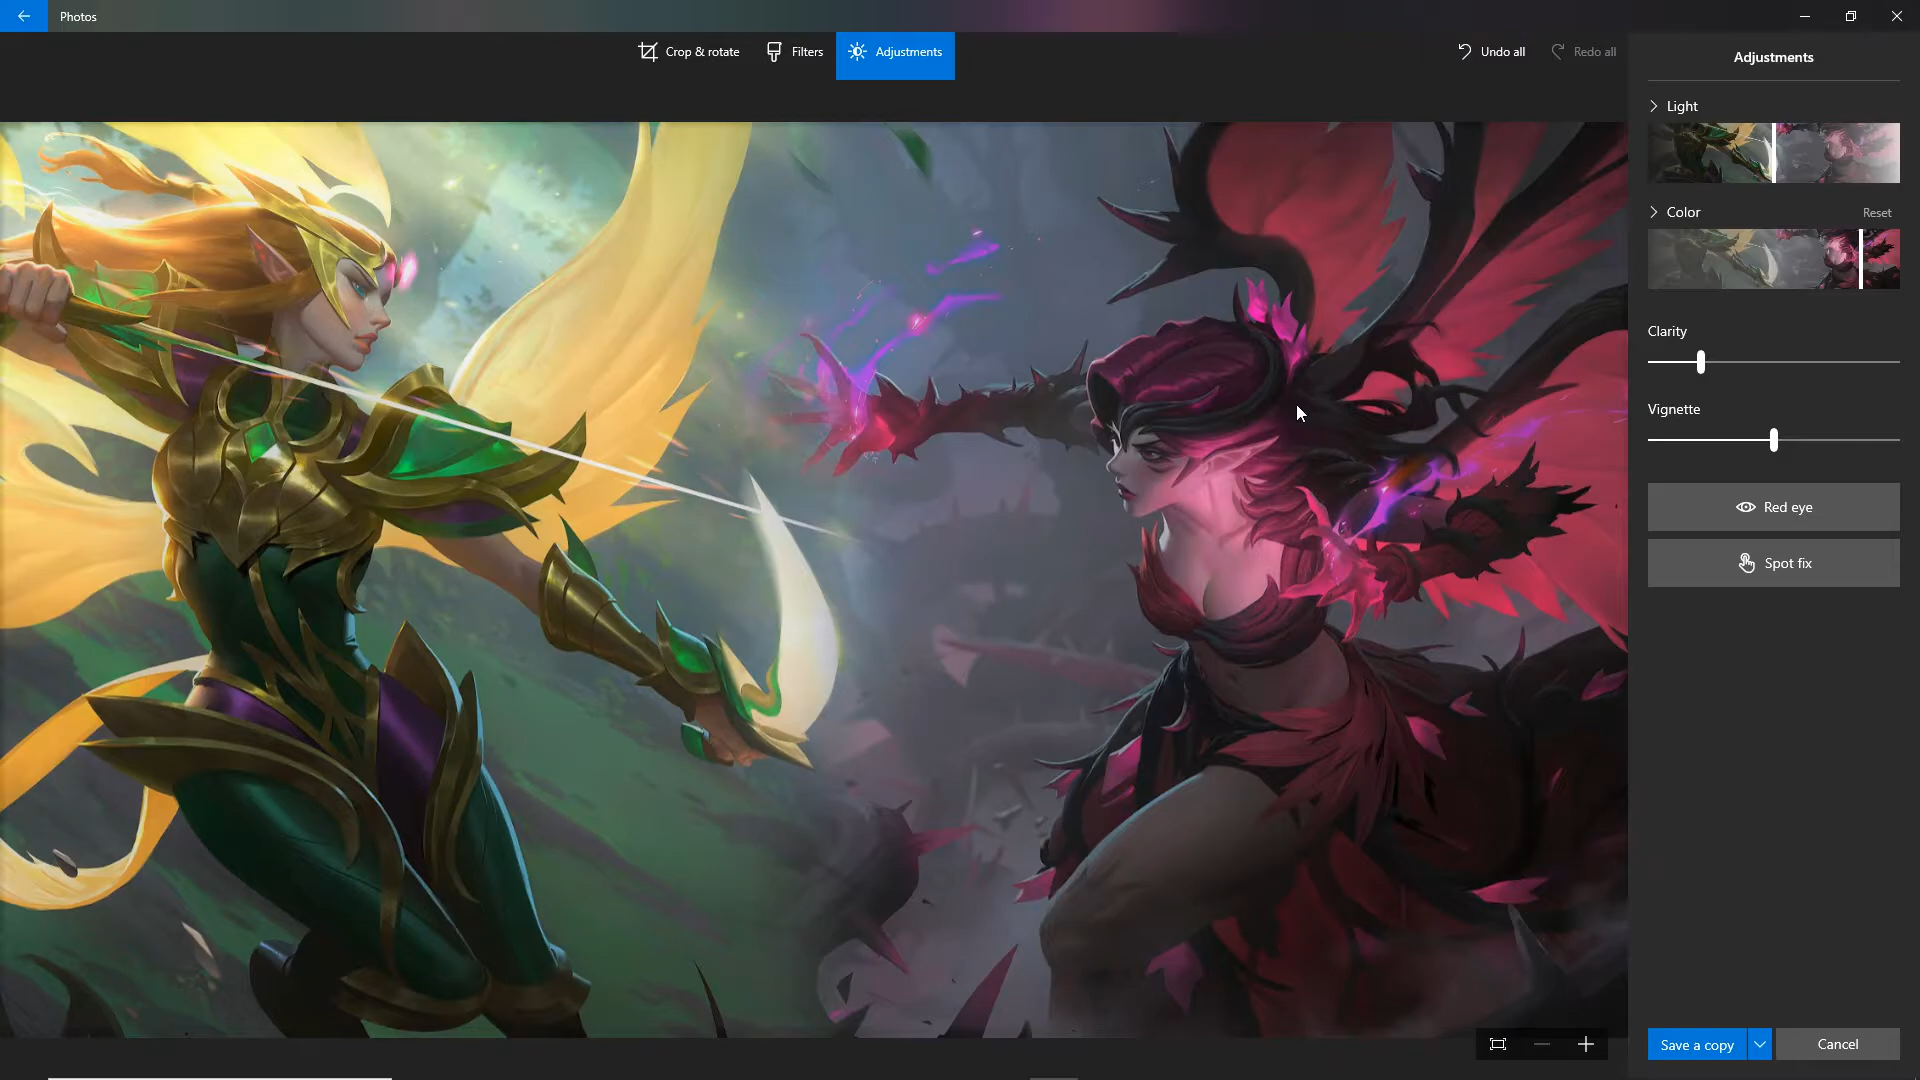 Photos
Crop & rotate
Filters
Adjustments
Undo all
Redo all
Adjustments
Light
Color
Reset
Clarity
Vignette
Red eye
Spot fix
Save a copy
Cancel